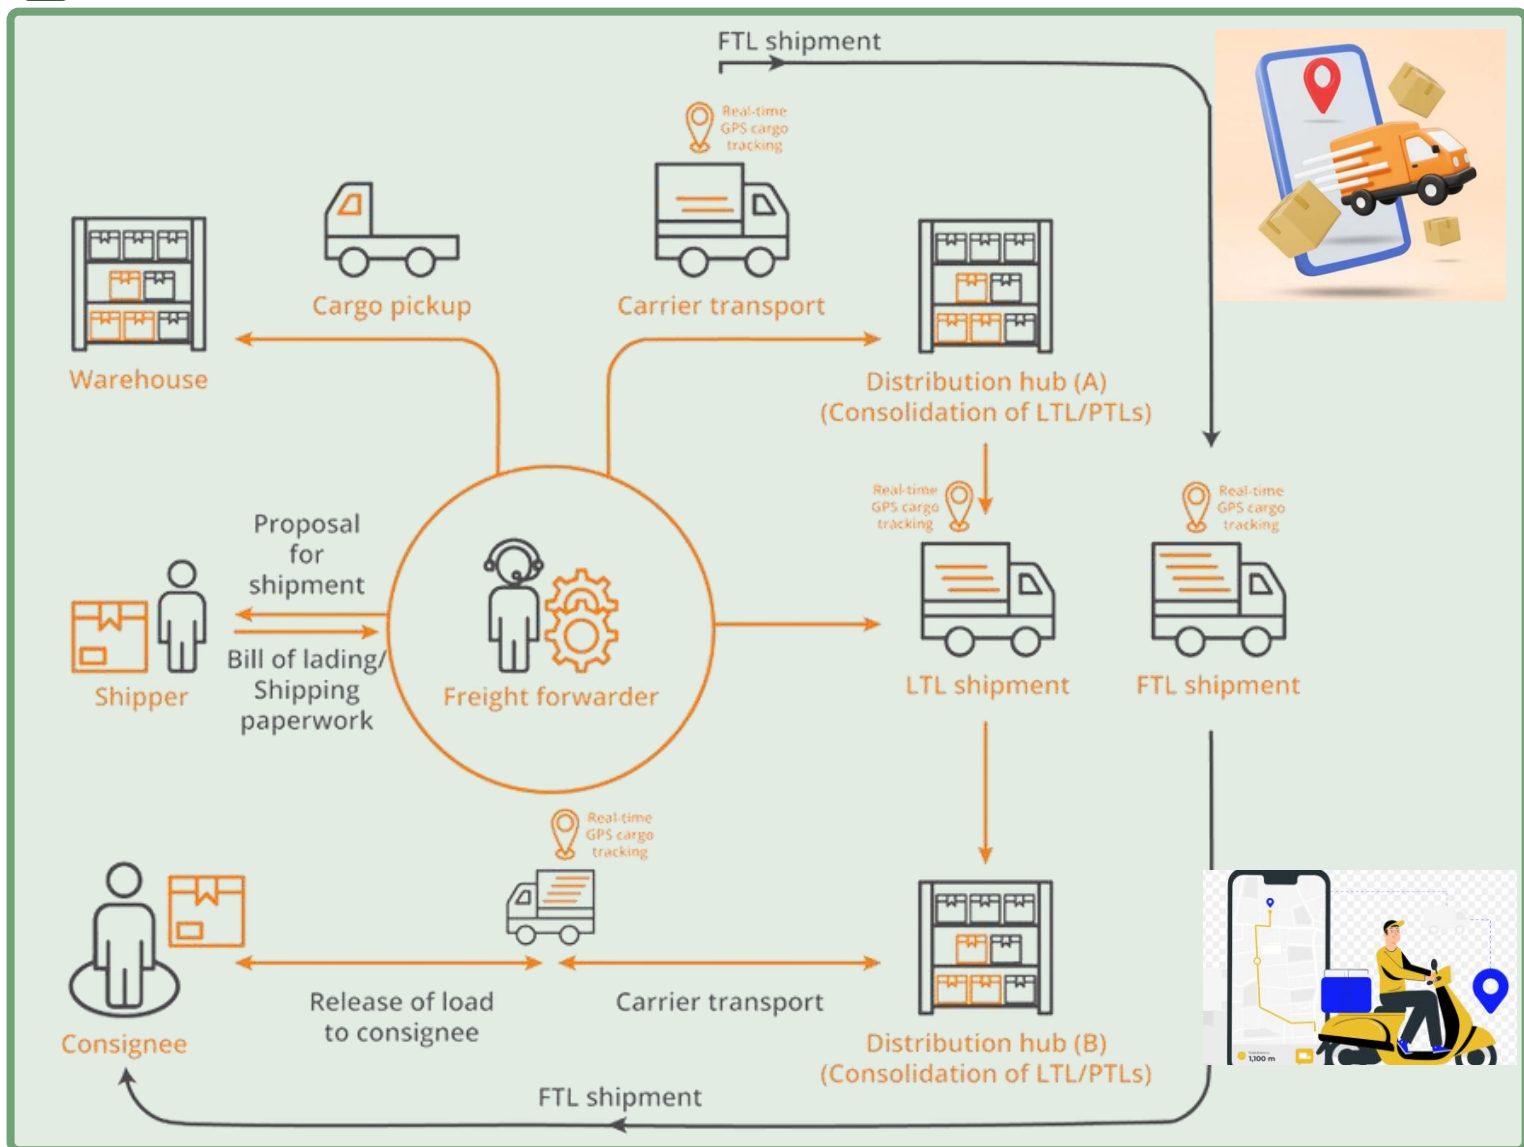 FTL shipment
Real-time
GPS cargo
tracking
Cargo pickup
Carrier transport
Warehouse
Distribution hub (A)
(Consolidation of LTL/PTLs)
Proposal
for
shipment
Bill of lading/
Shipping
paperwork
Shipper
Freight forwarder
Real-time
GPS cargo
tracking
LTL shipment
Real-time
GPS cargo
tracking
FTL shipment
Real-time
GPS cargo
tracking
Release of load
to consignee
Carrier transport
Consignee
Distribution hub (B)
(Consolidation of LTL/PTLs)
FTL shipment
1,100 m